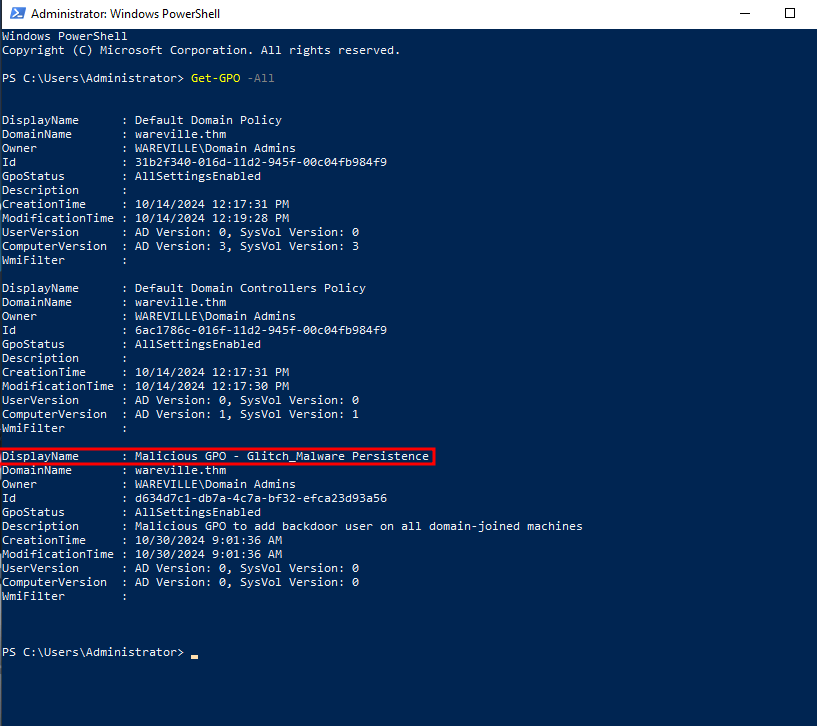 Administrator: Windows PowerShell
Windows PowerShell
Copyright (C) Microsoft Corporation. All rights reserved.
PS C:\Users\Administrator> Get-GPO -All
DisplayName : Default Domain Policy
DomainName : wareville.thm
Owner : WAREVILLE\Domain Admins
Id : 31b2f340-016d-11d2-945f-00c04fb984f9
GpoStatus : AllSettingsEnabled
Description :
CreationTime : 10/14/2024 12:17:31 PM
ModificationTime : 10/14/2024 12:19:28 PM
UserVersion : AD Version: 0, SysVol Version: 0
ComputerVersion : AD Version: 3, SysVol Version: 3
WmiFilter :
DisplayName : Default Domain Controllers Policy
DomainName : wareville.thm
Owner : WAREVILLE\Domain Admins
Id : 6ac1786c-016f-11d2-945f-00c04fb984f9
GpoStatus : AllSettingsEnabled
Description :
CreationTime : 10/14/2024 12:17:31 PM
ModificationTime : 10/14/2024 12:17:30 PM
UserVersion : AD Version: 0, SysVol Version: 0
ComputerVersion : AD Version: 1, SysVol Version: 1
WmiFilter :
DisplayName : Malicious GPO - Glitch_Malware Persistence
DomainName : wareville.thm
Owner : WAREVILLE\Domain Admins
Id : d634d7c1-db7a-4c7a-bf32-efca23d93a56
GpoStatus : AllSettingsEnabled
Description : Malicious GPO to add backdoor user on all domain-joined machines
CreationTime : 10/30/2024 9:01:36 AM
ModificationTime : 10/30/2024 9:01:36 AM
UserVersion : AD Version: 0, SysVol Version: 0
ComputerVersion : AD Version: 0, SysVol Version: 0
WmiFilter :
PS C:\Users\Administrator>